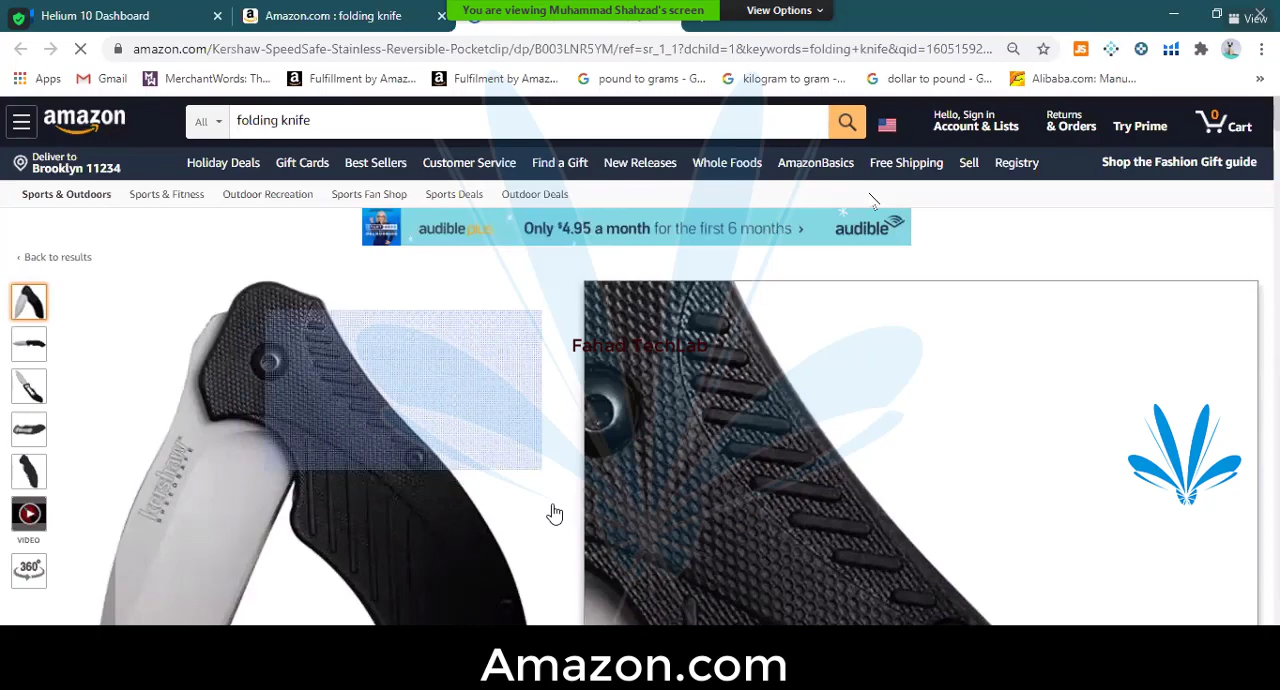 You are viewing Muhammad Shahzad's screen
View Options
Helium 10 Dashboard
Amazon.com : folding knife
View
amazon.com/Kershaw-SpeedSafe-Stainless-Reversible-Pocketclip/dp/B003LNR5YM/ref=sr_1_1?dchild=1&keywords=folding+knife&qid=16051592...
Apps
Gmail
MerchantWords: Th...
Fulfillment by Amaz...
Fulfilment by Amaz...
pound to grams - G...
kilogram to gram -...
dollar to pound - G...
Alibaba.com: Manu...
amazon
All
folding knife
Hello, Sign in
Account & Lists
Returns
& Orders
Try Prime
0
Cart
Deliver to
Brooklyn 11234
Holiday Deals
Gift Cards
Best Sellers
Customer Service
Find a Gift
New Releases
Whole Foods
AmazonBasics
Free Shipping
Sell
Registry
Shop the Fashion Gift guide
Sports & Outdoors
Sports & Fitness
Outdoor Recreation
Sports Fan Shop
Sports Deals
Outdoor Deals
audible plus
Only $4.95 a month for the first 6 months ›
audible
‹ Back to results
Fahad TechLab
kershaw
VIDEO
360°
Amazon.com